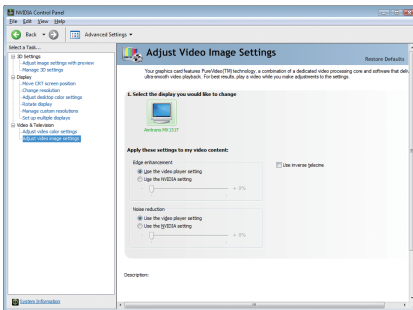 NVIDIA Control Panel
File Edit View Help
Back Advanced Settings
Select a Task...
3D Settings
Adjust image settings with preview
Manage 3D settings
Display
Move CRT screen position
Change resolution
Adjust desktop color settings
Rotate display
Manage custom resolutions
Set up multiple displays
Video & Television
Adjust video color settings
Adjust video image settings
System Information
Adjust Video Image Settings
Restore Defaults
Your graphics card features PureVideo(TM) technology, a combination of a dedicated video processing core and software that deliv
ultra-smooth video playback. For best results, play a video while you make adjustments to the settings.
1. Select the display you would like to change
Apply these settings to my video content:
Edge enhancement
Use the video player setting
Use the NVIDIA setting
- + 0%
Use inverse telecine
Noise reduction
Use the video player setting
Use the NVIDIA setting
- + 0%
Description: